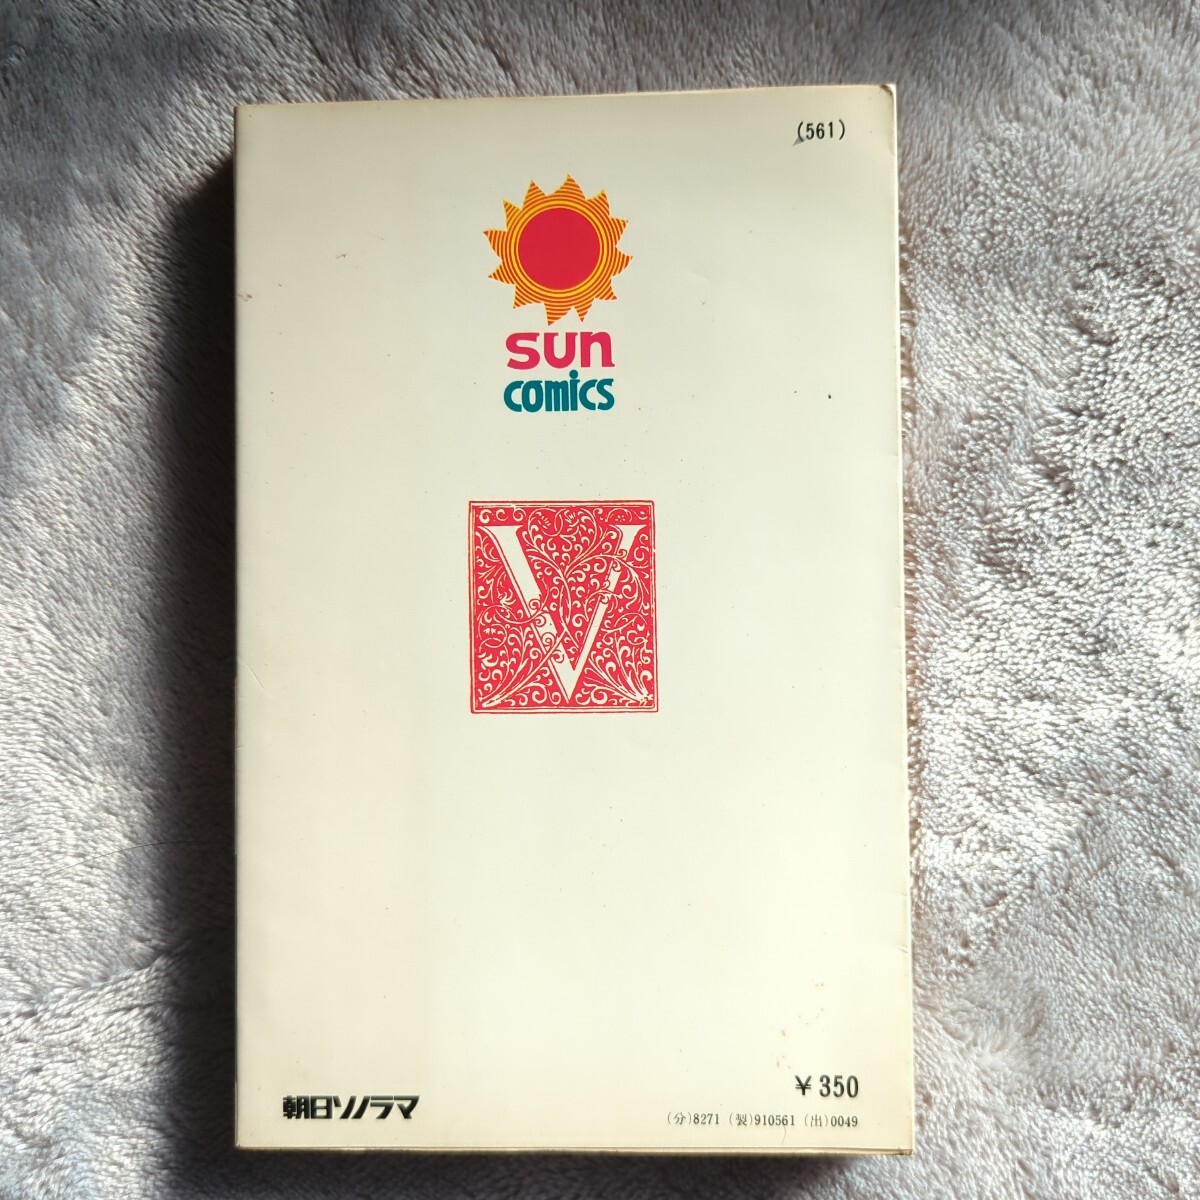 (561)
sun
comics
V
¥350
朝日ソノラマ
(分)8271 (製)910561 (出)0049